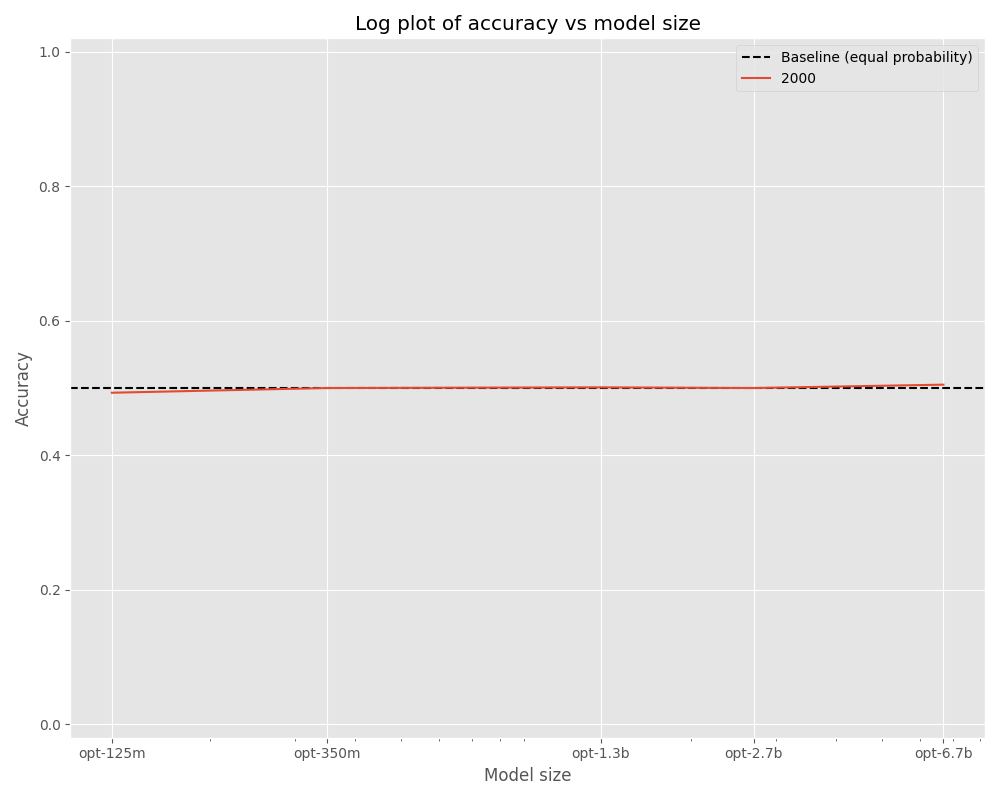 Log plot of accuracy vs model size
Baseline (equal probability)
2000
1.0
0.8
0.6
0.4
0.2
0.0
Accuracy
opt-125m opt-350m opt-1.3b opt-2.7b opt-6.7b
Model size